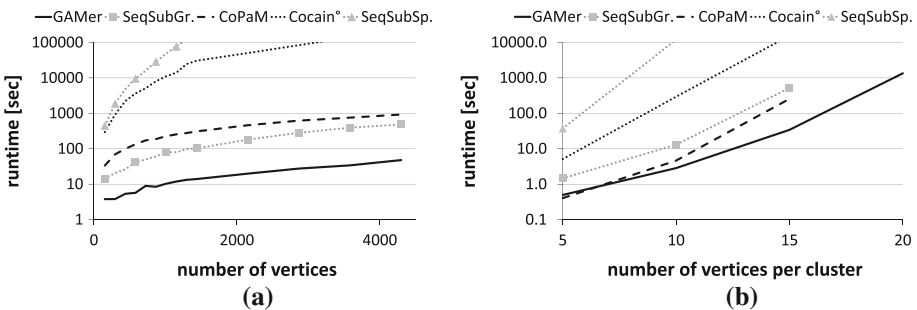 GAMer SeqSubGr. CoPaM Cocain° SeqSubSp.
100000
10000
1000
100
10
1
runtime [sec]
0 2000 4000
number of vertices
(a)
GAMer SeqSubGr. CoPaM Cocain° SeqSubSp.
10000.0
1000.0
100.0
10.0
1.0
0.1
runtime [sec]
5 10 15 20
number of vertices per cluster
(b)